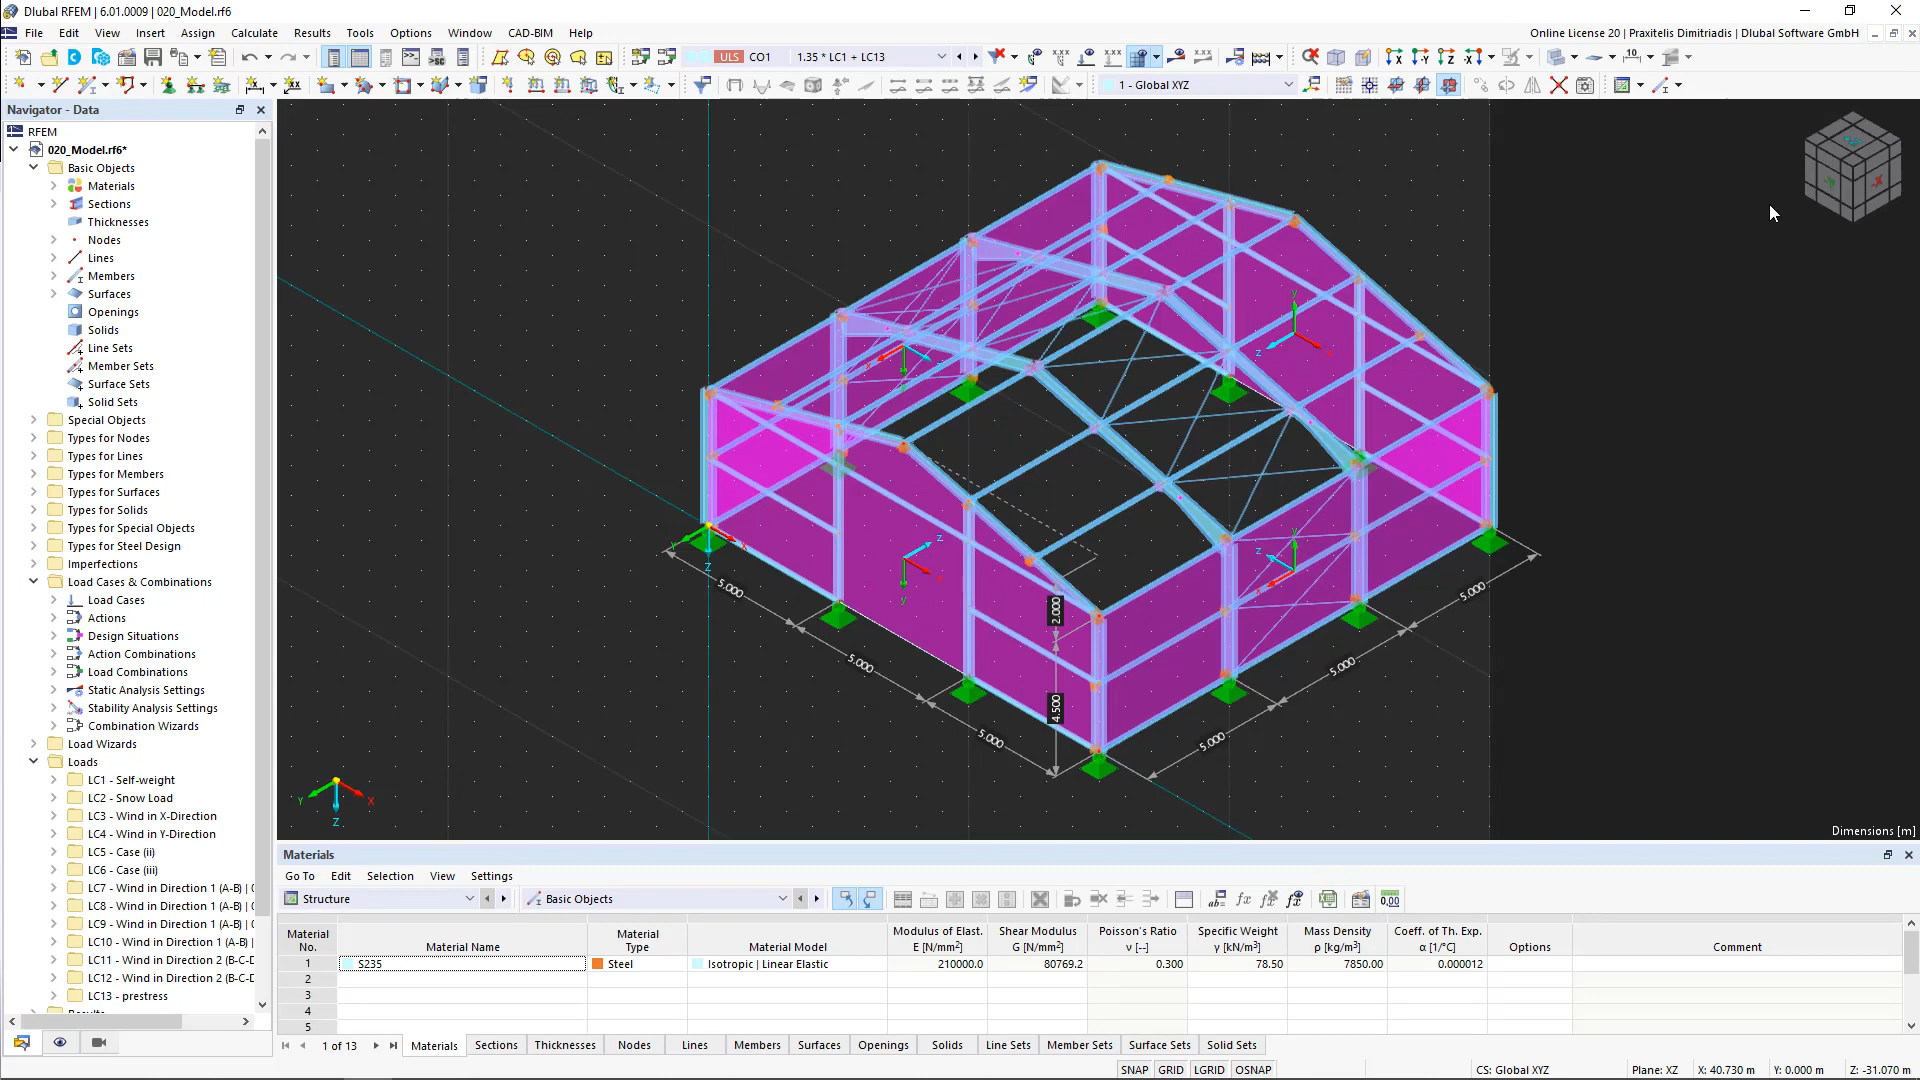 Dlubal RFEM | 6.01.0009 | 020_Model.rf6
File Edit View Insert Assign Calculate Results Tools Options Window CAD-BIM Help
Online License 20 | Praxitelis Dimitriadis | Dlubal Software GmbH
ULS CO1 1.35 * LC1 + LC13
1 - Global XYZ
Navigator - Data
RFEM
020_Model.rf6*
Basic Objects
Materials
Sections
Thicknesses
Nodes
Lines
Members
Surfaces
Openings
Solids
Line Sets
Member Sets
Surface Sets
Solid Sets
Special Objects
Types for Nodes
Types for Lines
Types for Members
Types for Surfaces
Types for Solids
Types for Special Objects
Types for Steel Design
Imperfections
Load Cases & Combinations
Load Cases
Actions
Design Situations
Action Combinations
Load Combinations
Static Analysis Settings
Stability Analysis Settings
Combination Wizards
Load Wizards
Loads
LC1 - Self-weight
LC2 - Snow Load
LC3 - Wind in X-Direction
LC4 - Wind in Y-Direction
LC5 - Case (ii)
LC6 - Case (iii)
LC7 - Wind in Direction 1 (A-B) | 
LC8 - Wind in Direction 1 (A-B) | 
LC9 - Wind in Direction 1 (A-B) | 
LC10 - Wind in Direction 1 (A-B) |
LC11 - Wind in Direction 2 (B-C-D
LC12 - Wind in Direction 2 (B-C-D
LC13 - prestress
5.000
5.000
5.000
2.000
4.500
5.000
5.000
5.000
X
Y
Z
Z
Dimensions [m]
Materials
Go To Edit Selection View Settings
Structure Basic Objects
Material No. Material Name Material Type Material Model Modulus of Elast. E [N/mm²] Shear Modulus G [N/mm²] Poisson's Ratio ν [--] Specific Weight γ [kN/m³] Mass Density ρ [kg/m³] Coeff. of Th. Exp. α [1/°C] Options Comment
1 S235 Steel Isotropic | Linear Elastic 210000.0 80769.2 0.300 78.50 7850.00 0.000012
2
3
4
5
1 of 13 Materials Sections Thicknesses Nodes Lines Members Surfaces Openings Solids Line Sets Member Sets Surface Sets Solid Sets
SNAP GRID LGRID OSNAP CS: Global XYZ Plane: XZ X: 40.730 m Y: 0.000 m Z: -31.070 m